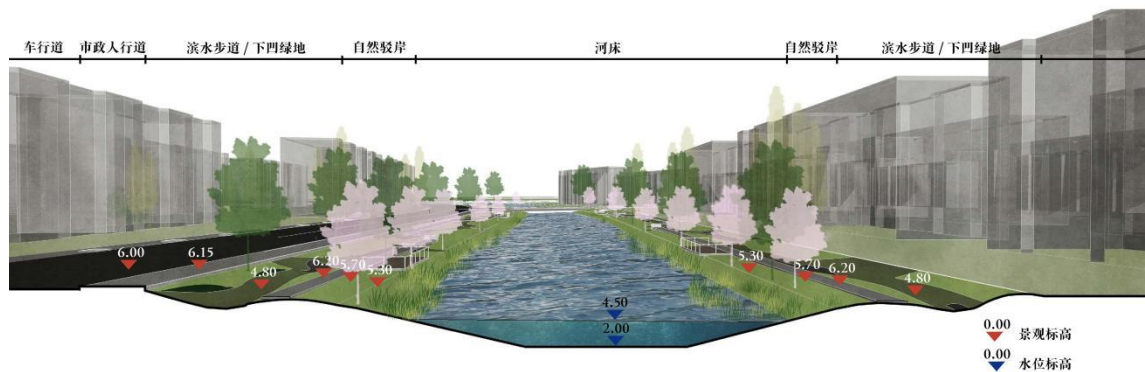 车行道 市政人行道 滨水步道 / 下凹绿地 自然驳岸 河床 自然驳岸 滨水步道 / 下凹绿地
6.00 6.15 4.80 6.20 5.70 5.30 5.30 5.70 6.20 4.80
4.50
2.00
0.00 景观标高
0.00 水位标高